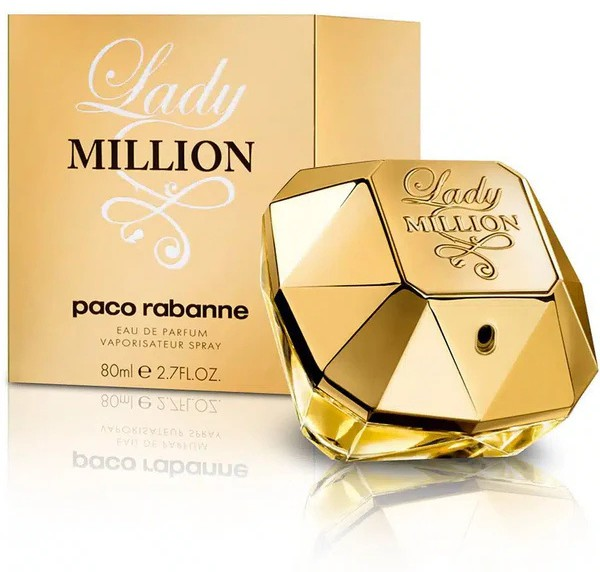 Lady
MILLION
paco rabanne
EAU DE PARFUM
VAPORISATEUR SPRAY
80ml e 2.7FL.OZ.
Lady
MILLION